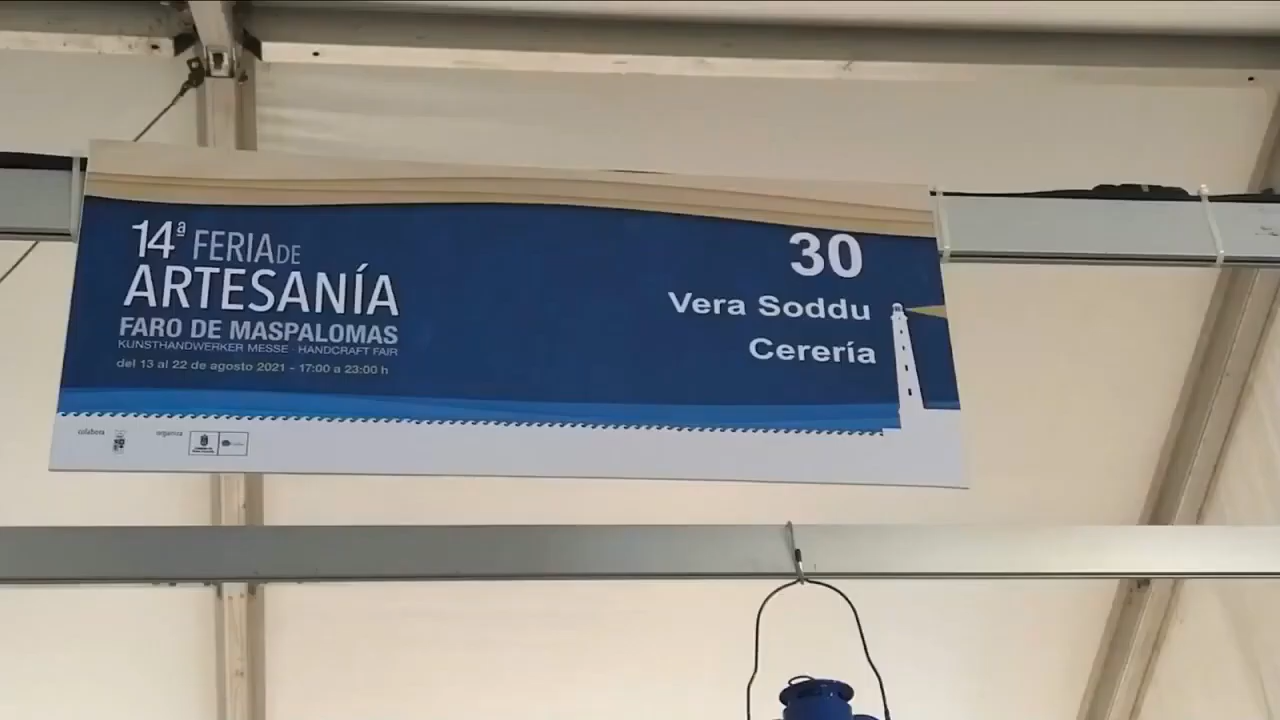 14ª FERIA DE
ARTESANÍA
FARO DE MASPALOMAS
KUNSTHANDWERKER MESSE - HANDCRAFT FAIR
del 13 al 22 de agosto 2021 - 17:00 a 23:00 h
30
Vera Soddu
Cerería
colabora
organiza